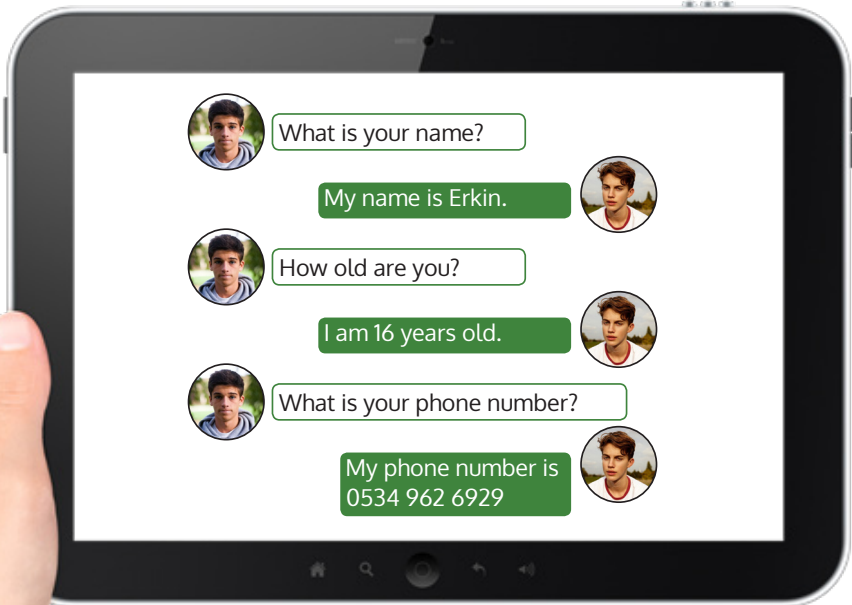 What is your name?
My name is Erkin.
How old are you?
I am 16 years old.
What is your phone number?
My phone number is
0534 962 6929